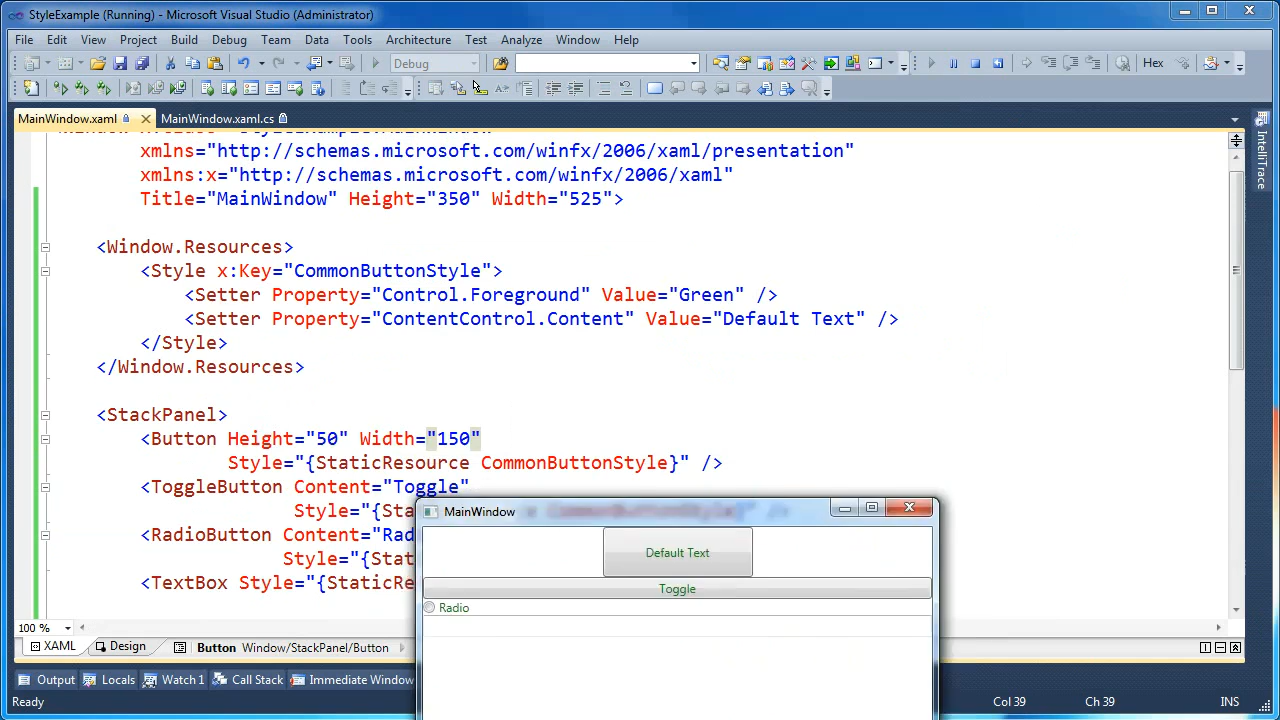 StyleExample (Running) - Microsoft Visual Studio (Administrator)
File Edit View Project Build Debug Team Data Tools Architecture Test Analyze Window Help
Debug
Hex
MainWindow.xaml
MainWindow.xaml.cs
IntelliTrace
xmlns="http://schemas.microsoft.com/winfx/2006/xaml/presentation"
xmlns:x="http://schemas.microsoft.com/winfx/2006/xaml"
Title="MainWindow" Height="350" Width="525">
<Window.Resources>
<Style x:Key="CommonButtonStyle">
<Setter Property="Control.Foreground" Value="Green" />
<Setter Property="ContentControl.Content" Value="Default Text" />
</Style>
</Window.Resources>
<StackPanel>
<Button Height="50" Width="150"
Style="{StaticResource CommonButtonStyle}" />
<ToggleButton Content="Toggle"
Style="{Sta
<RadioButton Content="Rad
Style="{Stat
<TextBox Style="{StaticRes
MainWindow
Default Text
Toggle
Radio
100 %
XAML Design Button Window/StackPanel/Button
Output Locals Watch 1 Call Stack Immediate Window
Ready Col 39 Ch 39 INS